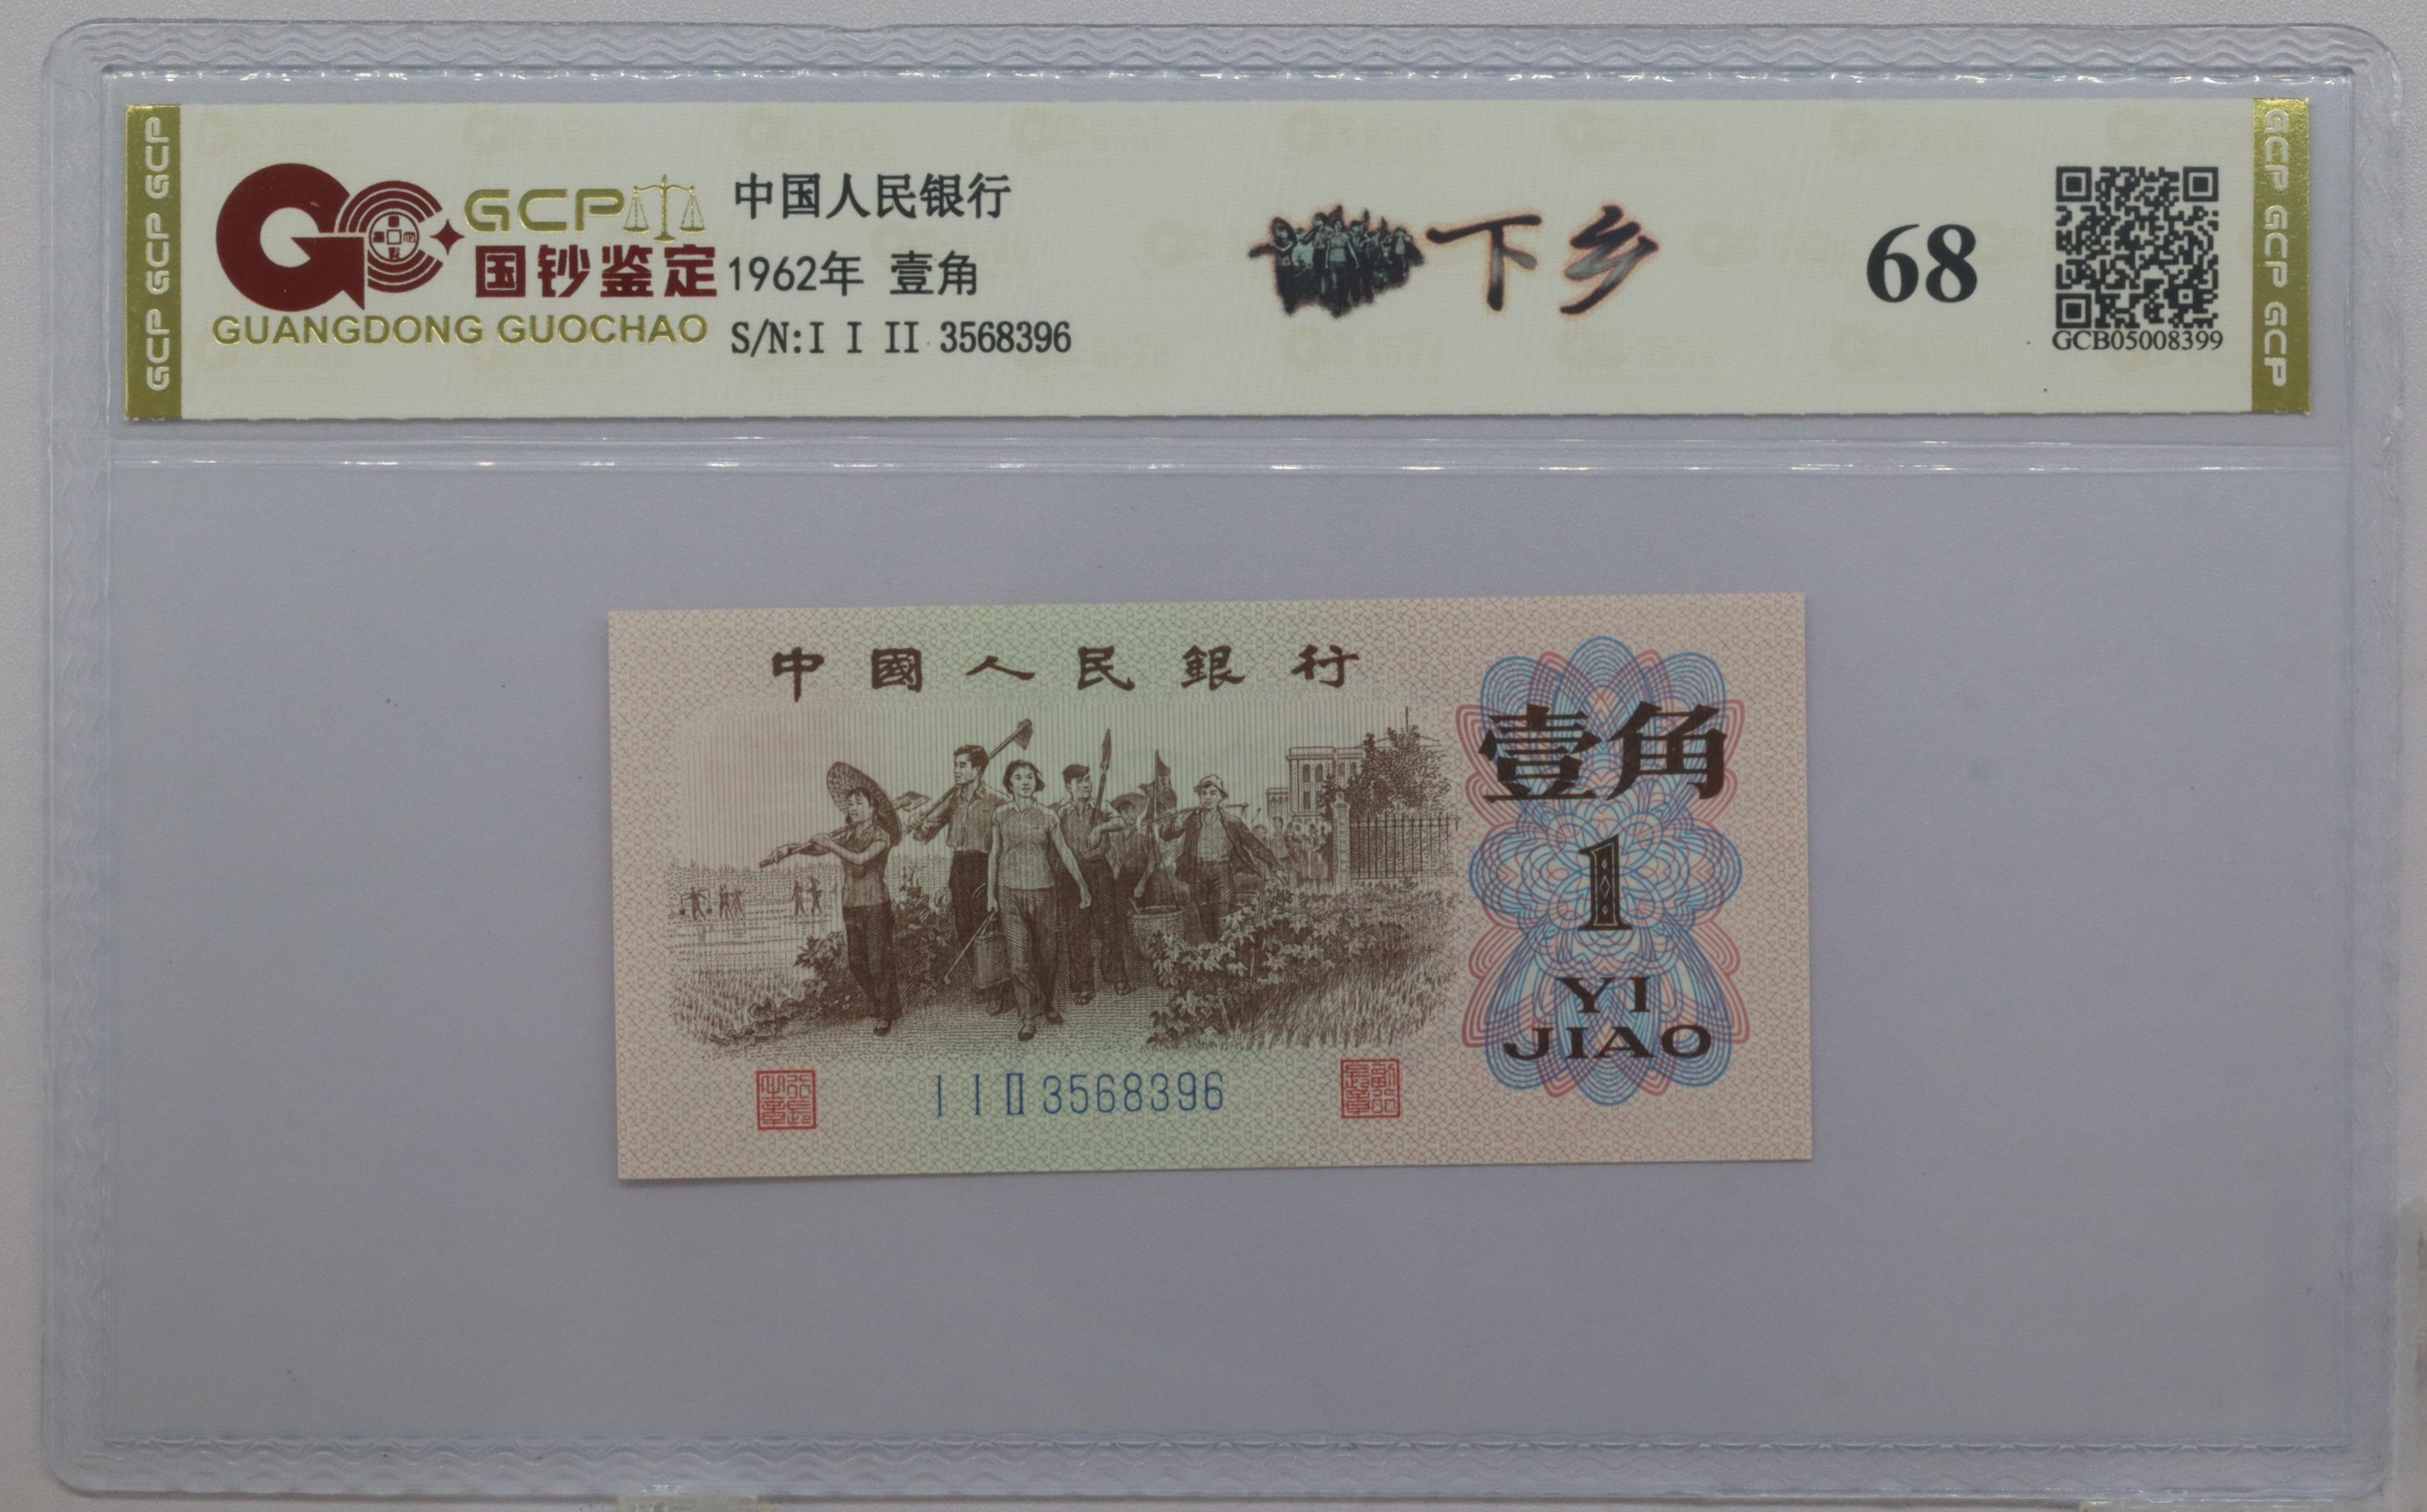 GCP GCP GCP
GCP
国钞鉴定
GUANGDONG GUOCHAO
中国人民银行
1962年 壹角
S/N:I I II 3568396
下乡
68
GCB05008399
GCP GCP GCP
中國人民銀行
壹角
1
YI
JIAO
I I II 3568396